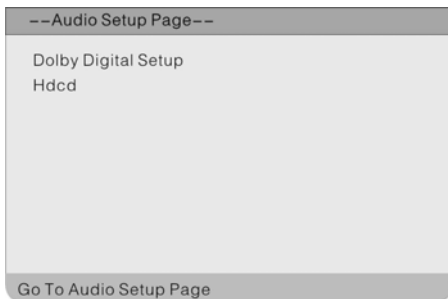 --Audio Setup Page--
Dolby Digital Setup
Hdcd
Go To Audio Setup Page